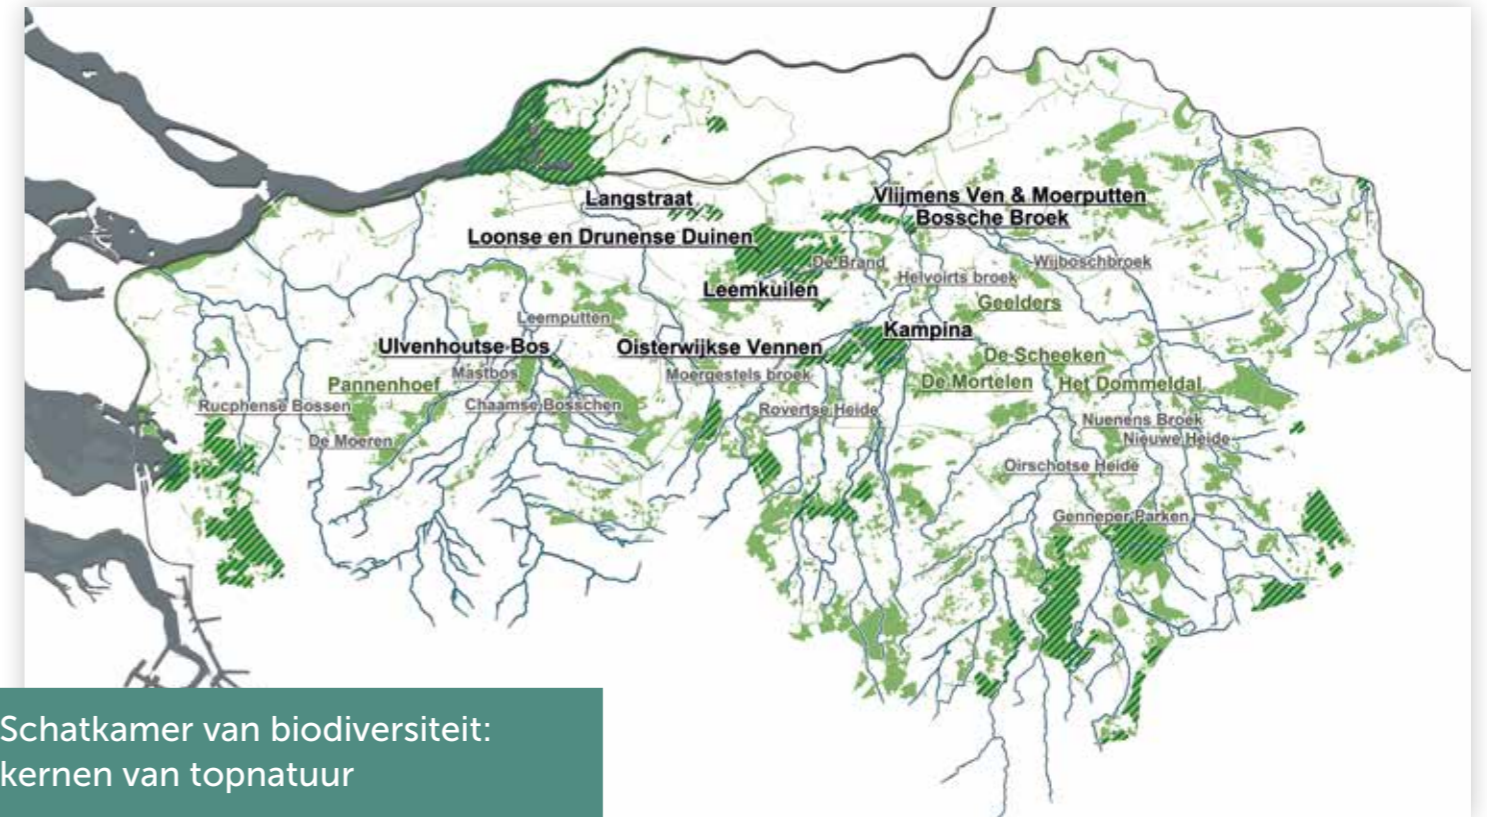 Langstraat
Vlijmens Ven & Moerputten
Bossche Broek
Loonse en Drunense Duinen
De Brand
Wijboschbroek
Helvoirts broek
Leemkuilen
Geelders
Leemputten
Kampina
Ulvenhoutse Bos
Oisterwijkse Vennen
De Scheeken
Mastbos
Moergestels broek
Pannenhoef
De Mortelen
Het Dommeldal
Rucphense Bossen
Chaamse Bosschen
Rovertse Heide
Nuenens Broek
De Moeren
Nieuwe Heide
Oirschotse Heide
Genneper Parken
Schatkamer van biodiversiteit:
kernen van topnatuur